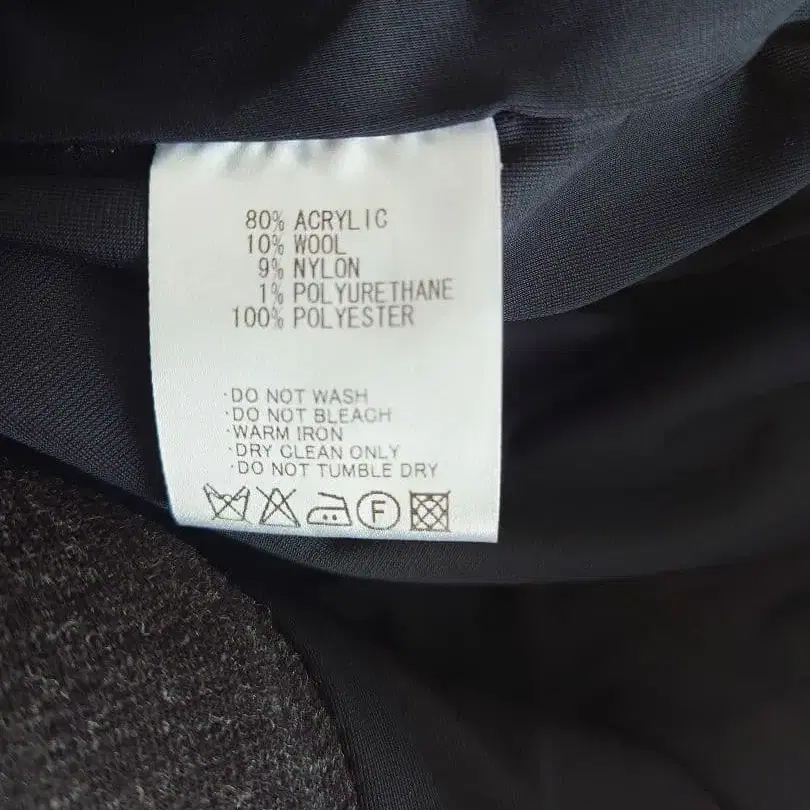 80% ACRYLIC
10% WOOL
9% NYLON
1% POLYURETHANE
100% POLYESTER
·DO NOT WASH
·DO NOT BLEACH
·WARM IRON
·DRY CLEAN ONLY
·DO NOT TUMBLE DRY
F